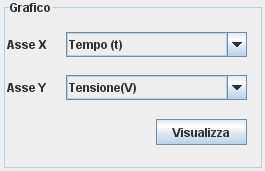 Grafico
Asse X Tempo (t)
Asse Y Tensione(V)
Visualizza